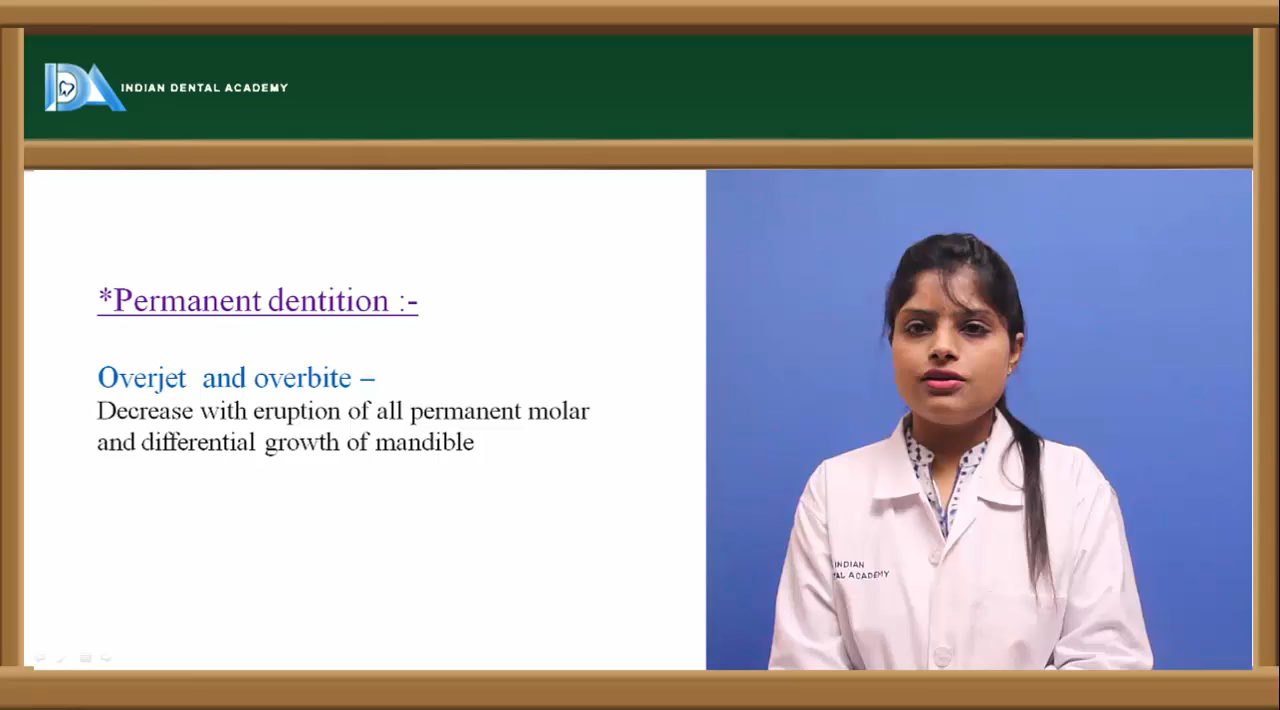 INDIAN DENTAL ACADEMY
*Permanent dentition :-
Overjet and overbite –
Decrease with eruption of all permanent molar
and differential growth of mandible
INDIAN
TAL ACADEMY